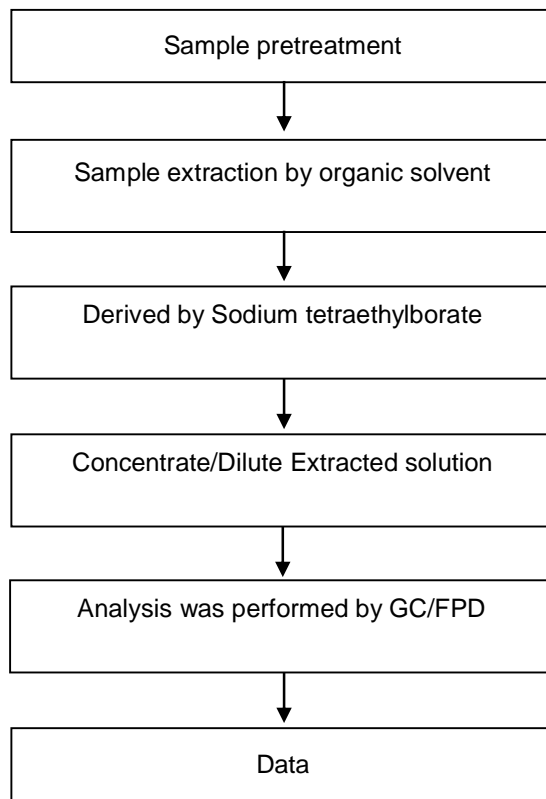 Sample pretreatment
Sample extraction by organic solvent
Derived by Sodium tetraethylborate
Concentrate/Dilute Extracted solution
Analysis was performed by GC/FPD
Data